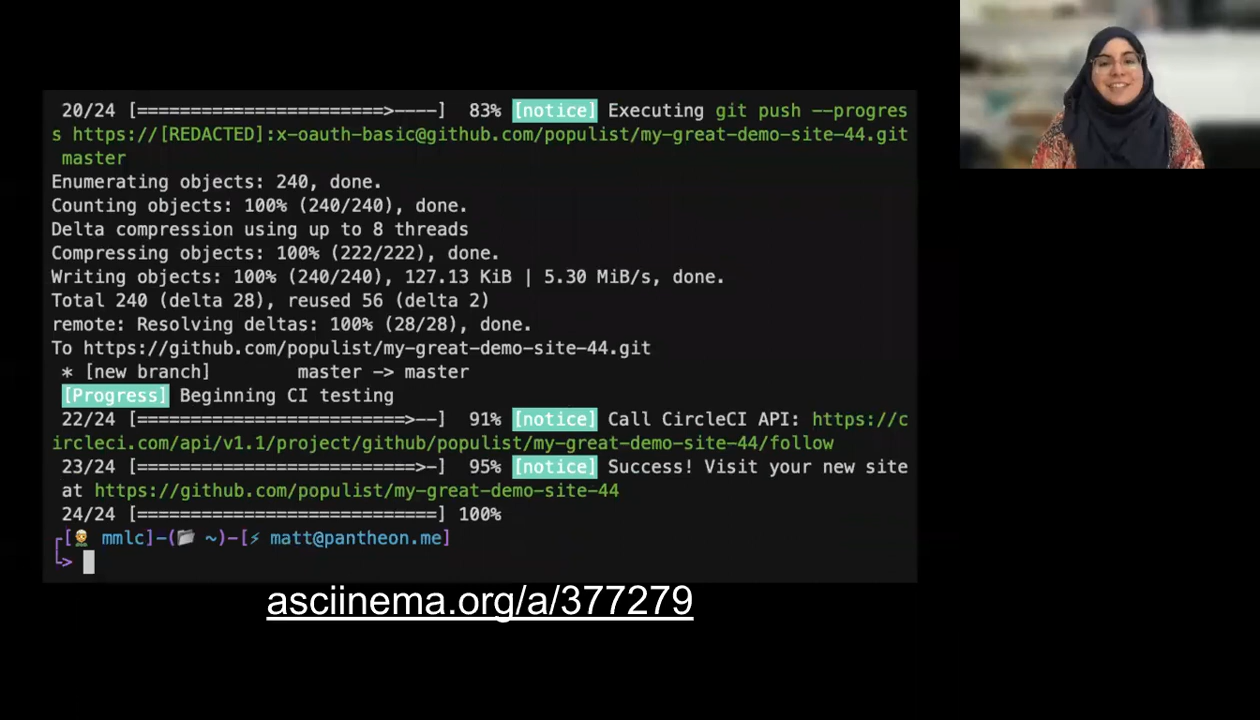 20/24 [=======================>----]  83% [notice] Executing git push --progres
s https://[REDACTED]:x-oauth-basic@github.com/populist/my-great-demo-site-44.git
master
Enumerating objects: 240, done.
Counting objects: 100% (240/240), done.
Delta compression using up to 8 threads
Compressing objects: 100% (222/222), done.
Writing objects: 100% (240/240), 127.13 KiB | 5.30 MiB/s, done.
Total 240 (delta 28), reused 56 (delta 2)
remote: Resolving deltas: 100% (28/28), done.
To https://github.com/populist/my-great-demo-site-44.git
* [new branch]        master -> master
[Progress] Beginning CI testing
22/24 [=========================>--]  91% [notice] Call CircleCI API: https://c
ircleci.com/api/v1.1/project/github/populist/my-great-demo-site-44/follow
23/24 [==========================>-]  95% [notice] Success! Visit your new site
at https://github.com/populist/my-great-demo-site-44
24/24 [============================] 100%
┌[👷 mmlc]-(📂 ~)-[⚡ matt@pantheon.me]
└>
asciinema.org/a/377279